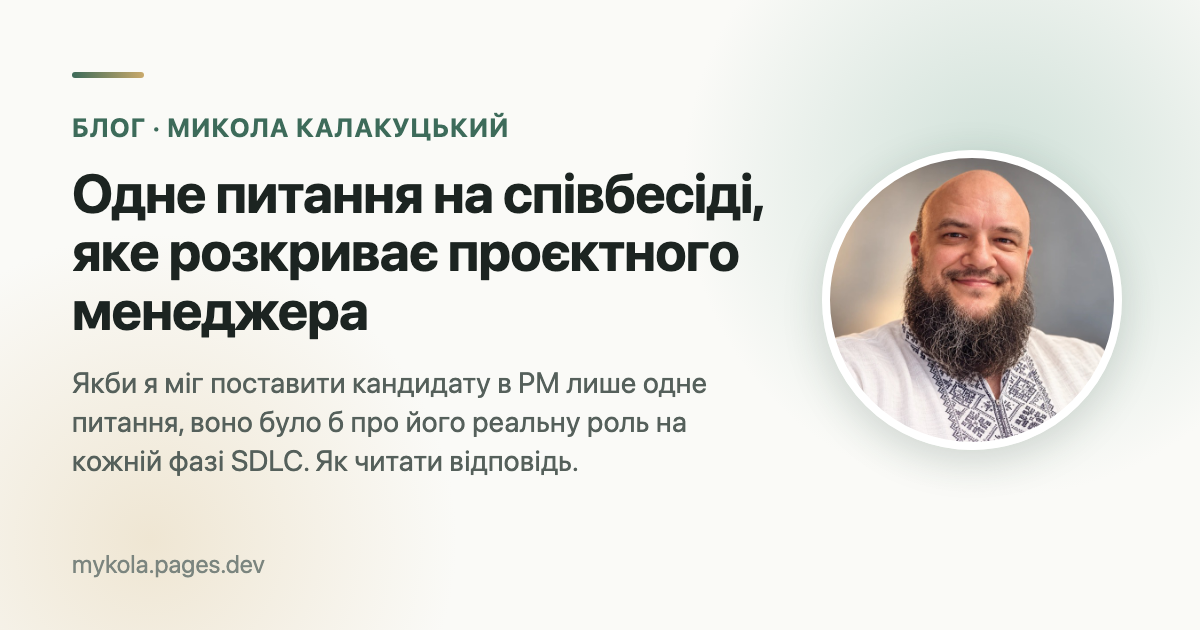 БЛОГ · МИКОЛА КАЛАКУЦЬКИЙ
Одне питання на співбесіді,
яке розкриває проєктного
менеджера
Якби я міг поставити кандидату в PM лише одне
питання, воно було б про його реальну роль на
кожній фазі SDLC. Як читати відповідь.
mykola.pages.dev